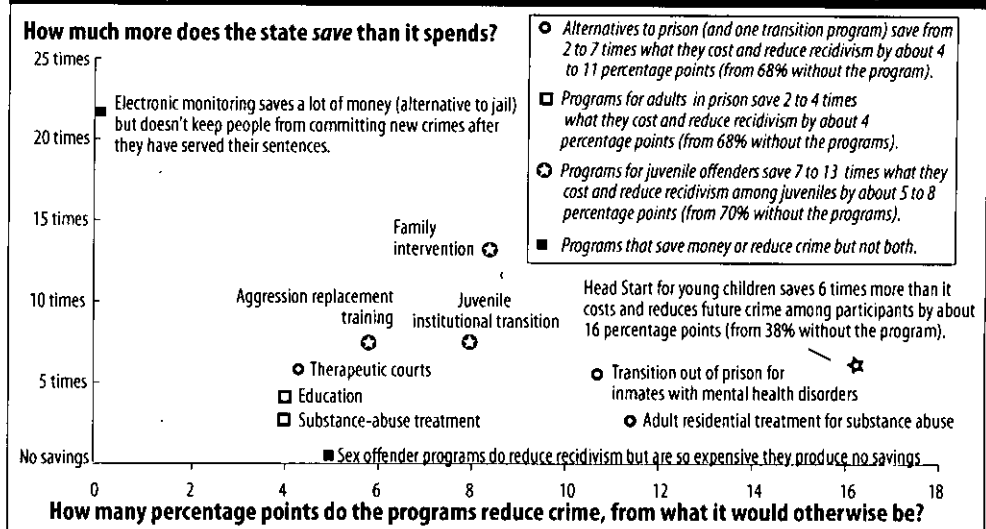 How much more does the state save than it spends?
25 times
20 times
15 times
10 times
5 times
No savings
Electronic monitoring saves a lot of money (alternative to jail)
but doesn't keep people from committing new crimes after
they have served their sentences.
Alternatives to prison (and one transition program) save from
2 to 7 times what they cost and reduce recidivism by about 4
to 11 percentage points (from 68% without the program).
Programs for adults in prison save 2 to 4 times
what they cost and reduce recidivism by about 4
percentage points (from 68% without the programs).
Programs for juvenile offenders save 7 to 13 times what they
cost and reduce recidivism among juveniles by about 5 to 8
percentage points (from 70% without the programs).
Programs that save money or reduce crime but not both.
Family
intervention
Aggression replacement
training
Juvenile
institutional transition
Head Start for young children saves 6 times more than it
costs and reduces future crime among participants by about
16 percentage points (from 38% without the program).
Therapeutic courts
Education
Substance-abuse treatment
Transition out of prison for
inmates with mental health disorders
Adult residential treatment for substance abuse
Sex offender programs do reduce recidivism but are so expensive they produce no savings
0 2 4 6 8 10 12 14 16 18
How many percentage points do the programs reduce crime, from what it would otherwise be?